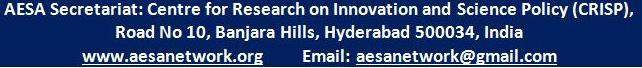 AESA Secretariat: Centre for Research on Innovation and Science Policy (CRISP),
Road No 10, Banjara Hills, Hyderabad 500034, India
www.aesanetwork.org Email: aesanetwork@gmail.com